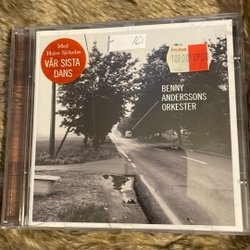 Med
Helen Sjöholm
VÅR SISTA
DANS
BENNY
ANDERSSONS
ORKESTER